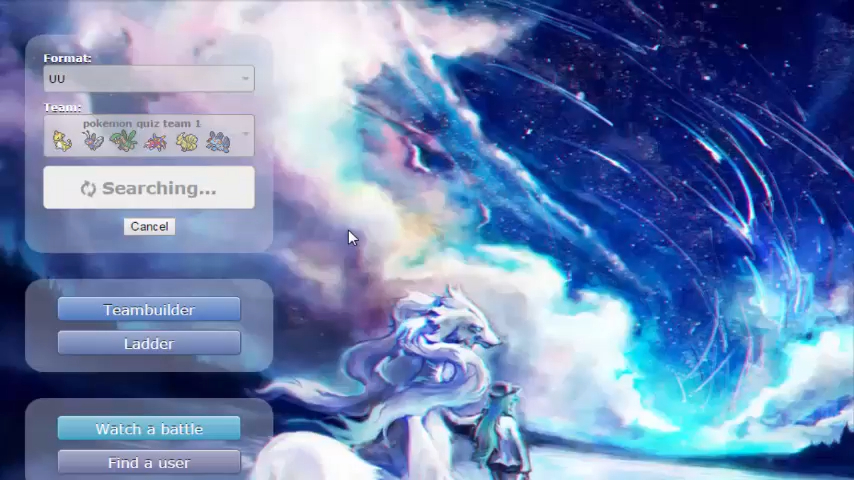 Format:
UU
Team:
pokemon quiz team 1
Searching...
Cancel
Teambuilder
Ladder
Watch a battle
Find a user